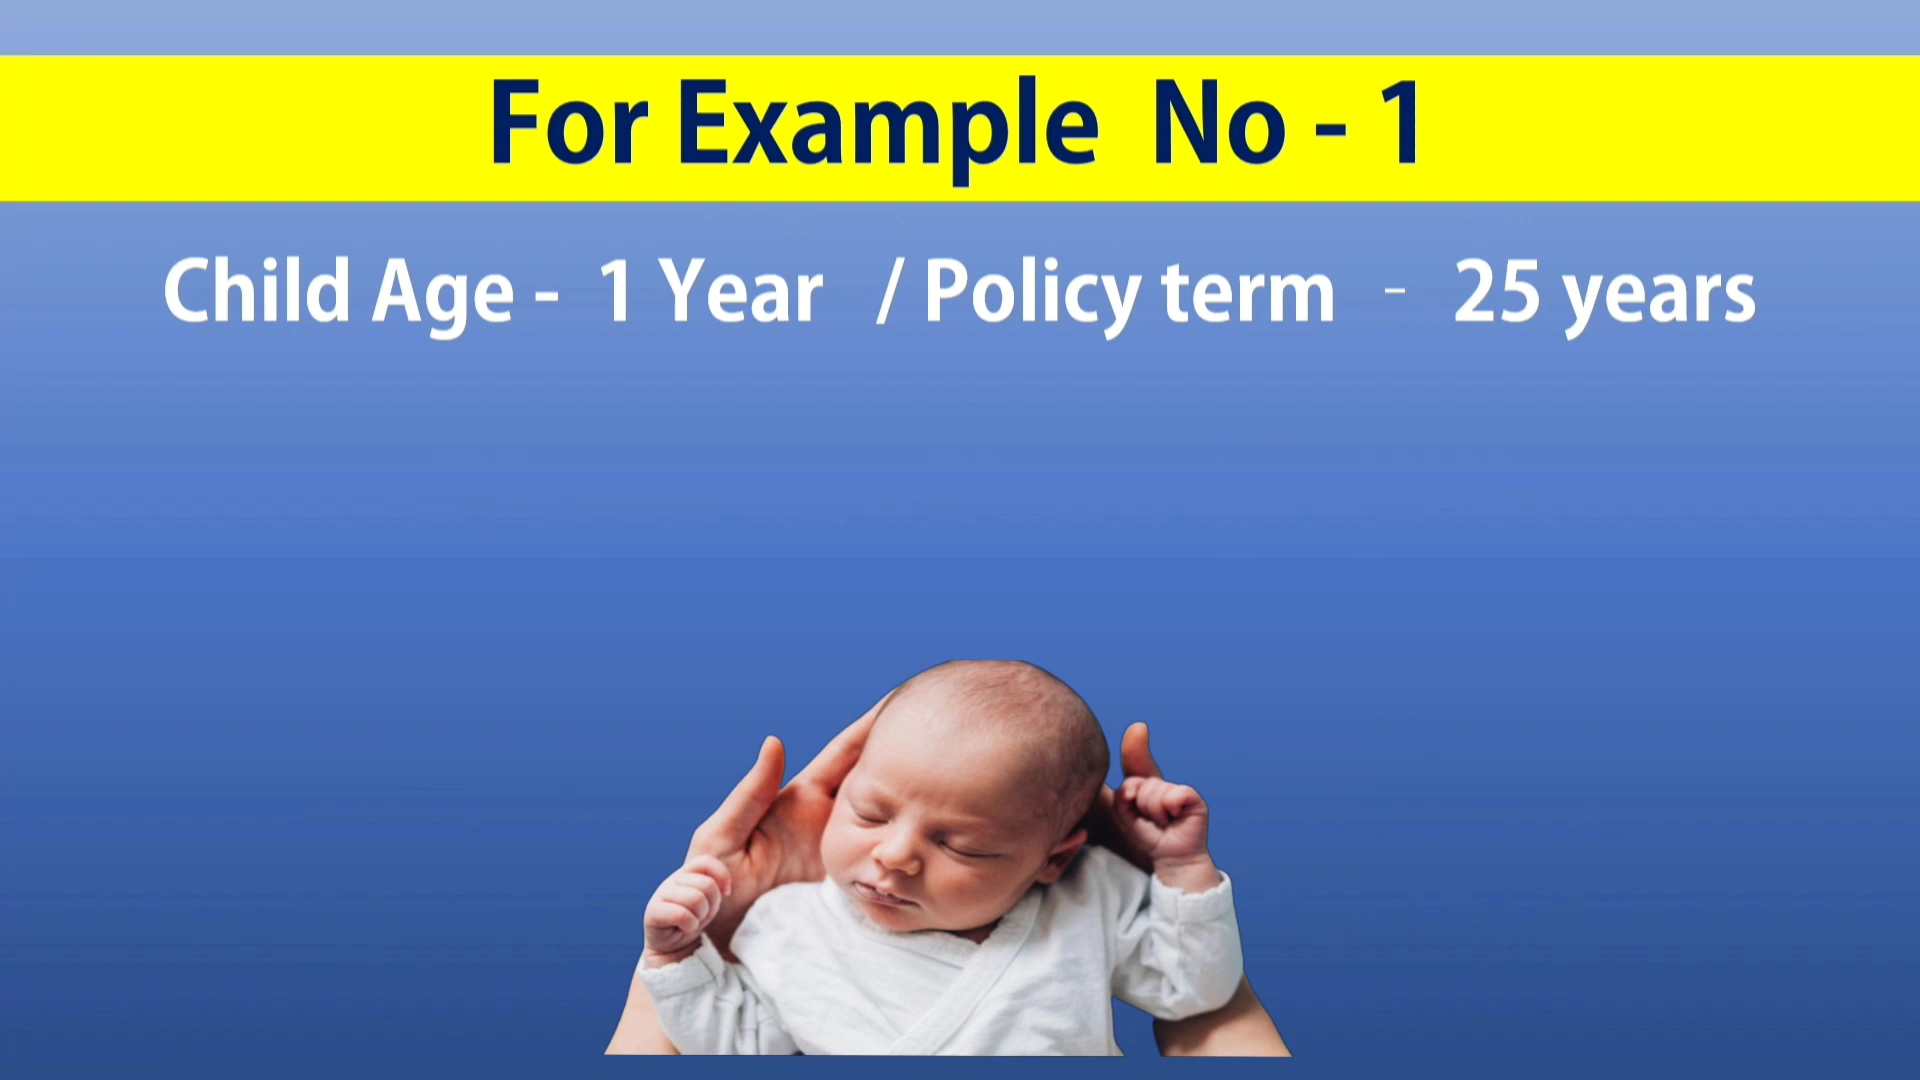 For Example No - 1
Child Age - 1 Year / Policy term - 25 years